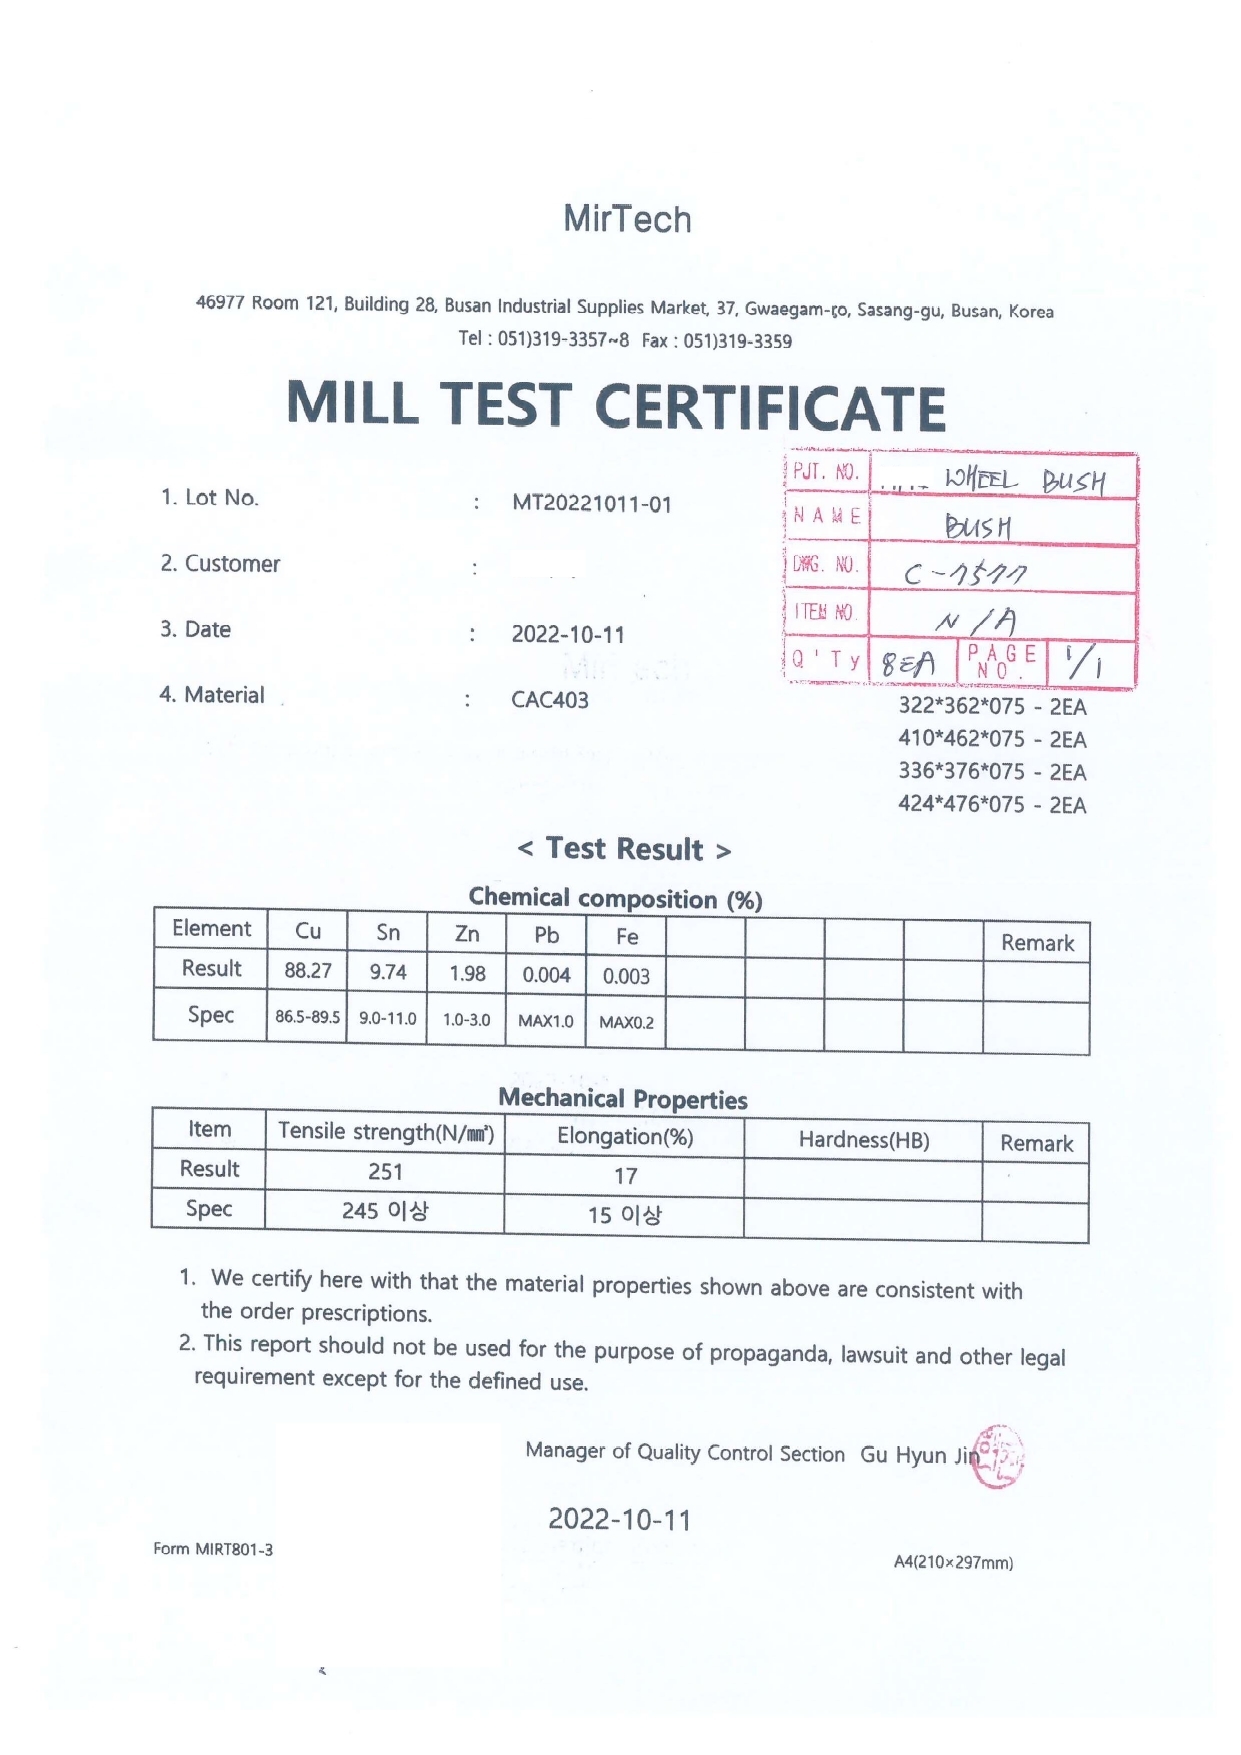 MirTech
46977 Room 121, Building 28, Busan Industrial Supplies Market, 37, Gwaegam-ro, Sasang-gu, Busan, Korea
Tel : 051)319-3357~8 Fax : 051)319-3359
MILL TEST CERTIFICATE
1. Lot No. : MT20221011-01
2. Customer :
3. Date : 2022-10-11
4. Material : CAC403
PJT. NO. WHEEL BUSH
NAME BUSH
DWG. NO.
ITEM NO. N/A
Q'TY 8EA PAGE NO. 1/1
322*362*075 - 2EA
410*462*075 - 2EA
336*376*075 - 2EA
424*476*075 - 2EA
< Test Result >
Chemical composition (%)
Element Cu Sn Zn Pb Fe Remark
Result 88.27 9.74 1.98 0.004 0.003
Spec 86.5-89.5 9.0-11.0 1.0-3.0 MAX1.0 MAX0.2
Mechanical Properties
Item Tensile strength(N/㎟) Elongation(%) Hardness(HB) Remark
Result 251 17
Spec 245 이상 15 이상
1. We certify here with that the material properties shown above are consistent with
the order prescriptions.
2. This report should not be used for the purpose of propaganda, lawsuit and other legal
requirement except for the defined use.
Manager of Quality Control Section Gu Hyun Jin
2022-10-11
Form MIRT801-3
A4(210×297mm)